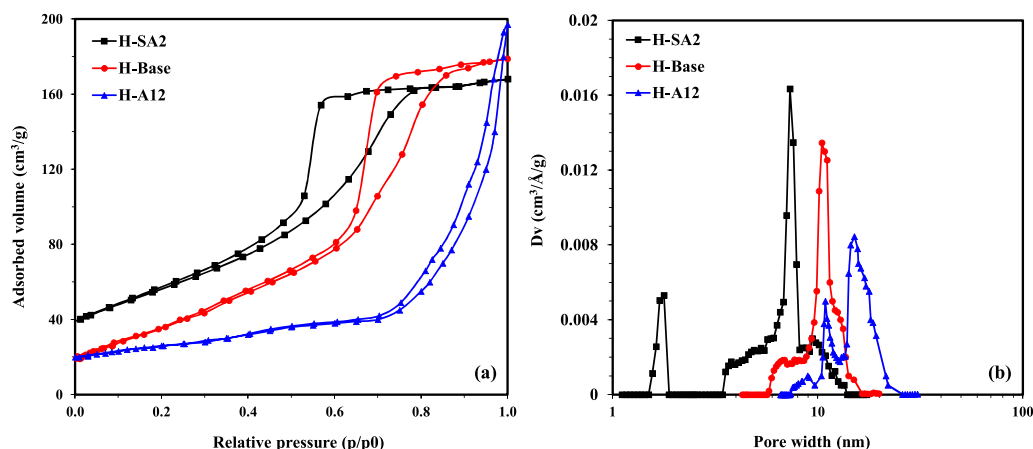 200
160
120
80
40
0
Adsorbed volume (cm³/g)
H-SA2
H-Base
H-A12
(a)
0.0 0.2 0.4 0.6 0.8 1.0
Relative pressure (p/p0)
0.02
0.016
0.012
0.008
0.004
0
Dv (cm³/Å/g)
H-SA2
H-Base
H-A12
(b)
1 10 100
Pore width (nm)